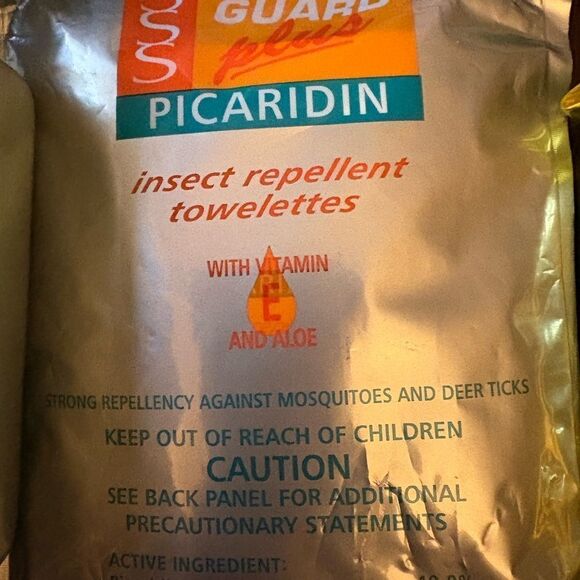 SSS
GUARD
plus
PICARIDIN
insect repellent
towelettes
WITH VITAMIN
E
AND ALOE
STRONG REPELLENCY AGAINST MOSQUITOES AND DEER TICKS
KEEP OUT OF REACH OF CHILDREN
CAUTION
SEE BACK PANEL FOR ADDITIONAL
PRECAUTIONARY STATEMENTS
ACTIVE INGREDIENT: